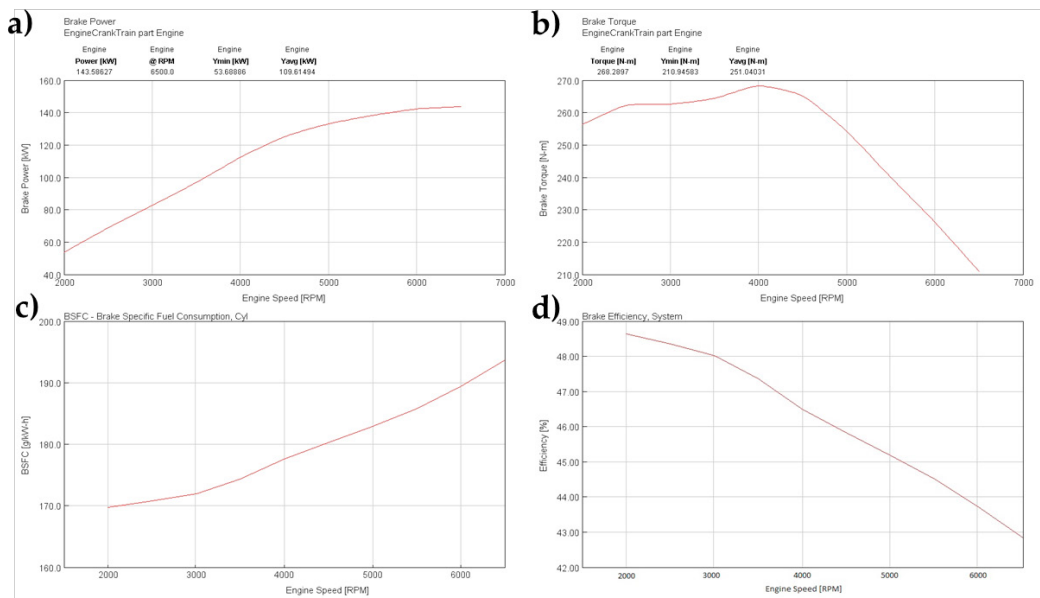 a)
Brake Power
EngineCrankTrain part Engine
Engine Engine Engine Engine
Power [kW] @ RPM Ymin [kW] Yavg [kW]
143.58627 6500.0 53.68886 109.61494
160.0
140.0
120.0
100.0
80.0
60.0
40.0
Brake Power [kW]
2000 3000 4000 5000 6000 7000
Engine Speed [RPM]
b)
Brake Torque
EngineCrankTrain part Engine
Engine Engine Engine
Torque [N-m] Ymin [N-m] Yavg [N-m]
268.2897 210.94583 251.04031
270.0
260.0
250.0
240.0
230.0
220.0
210.0
Brake Torque [N-m]
2000 3000 4000 5000 6000 7000
Engine Speed [RPM]
c)
BSFC - Brake Specific Fuel Consumption, Cyl
200.0
190.0
180.0
170.0
160.0
BSFC [g/kW-h]
2000 3000 4000 5000 6000
Engine Speed [RPM]
d)
Brake Efficiency, System
49.00
48.00
47.00
46.00
45.00
44.00
43.00
42.00
Efficiency [%]
2000 3000 4000 5000 6000
Engine Speed [RPM]